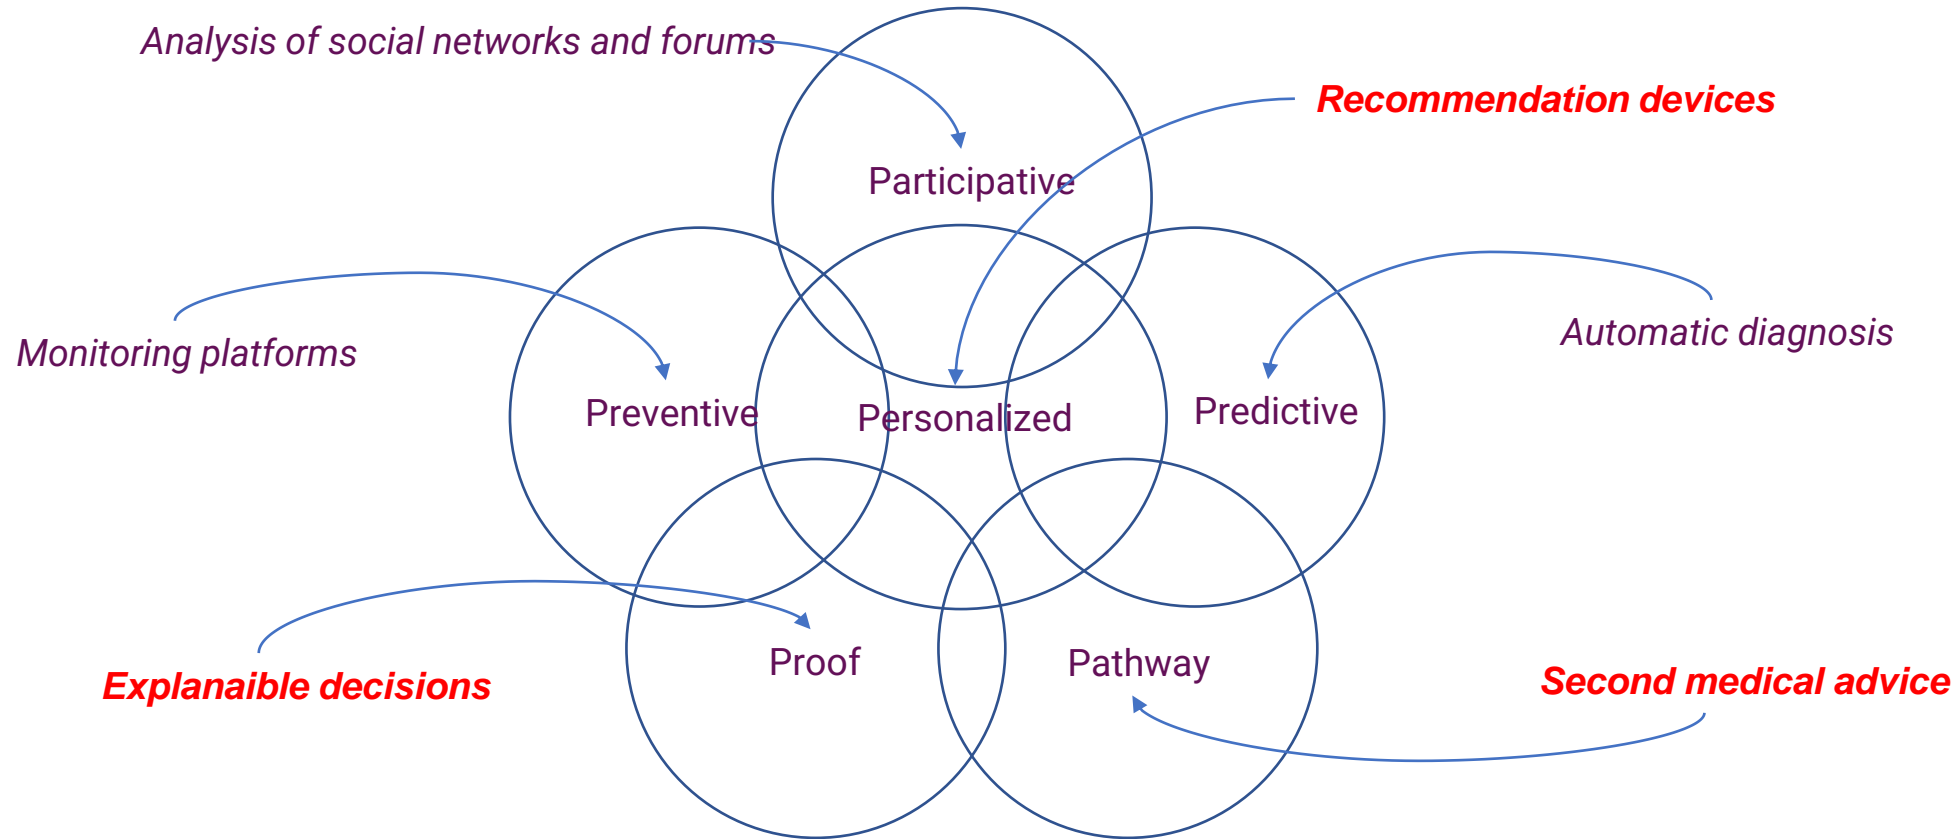 Analysis of social networks and forums
Recommendation devices
Participative
Monitoring platforms
Automatic diagnosis
Preventive
Personalized
Predictive
Explanaible decisions
Proof
Pathway
Second medical advice